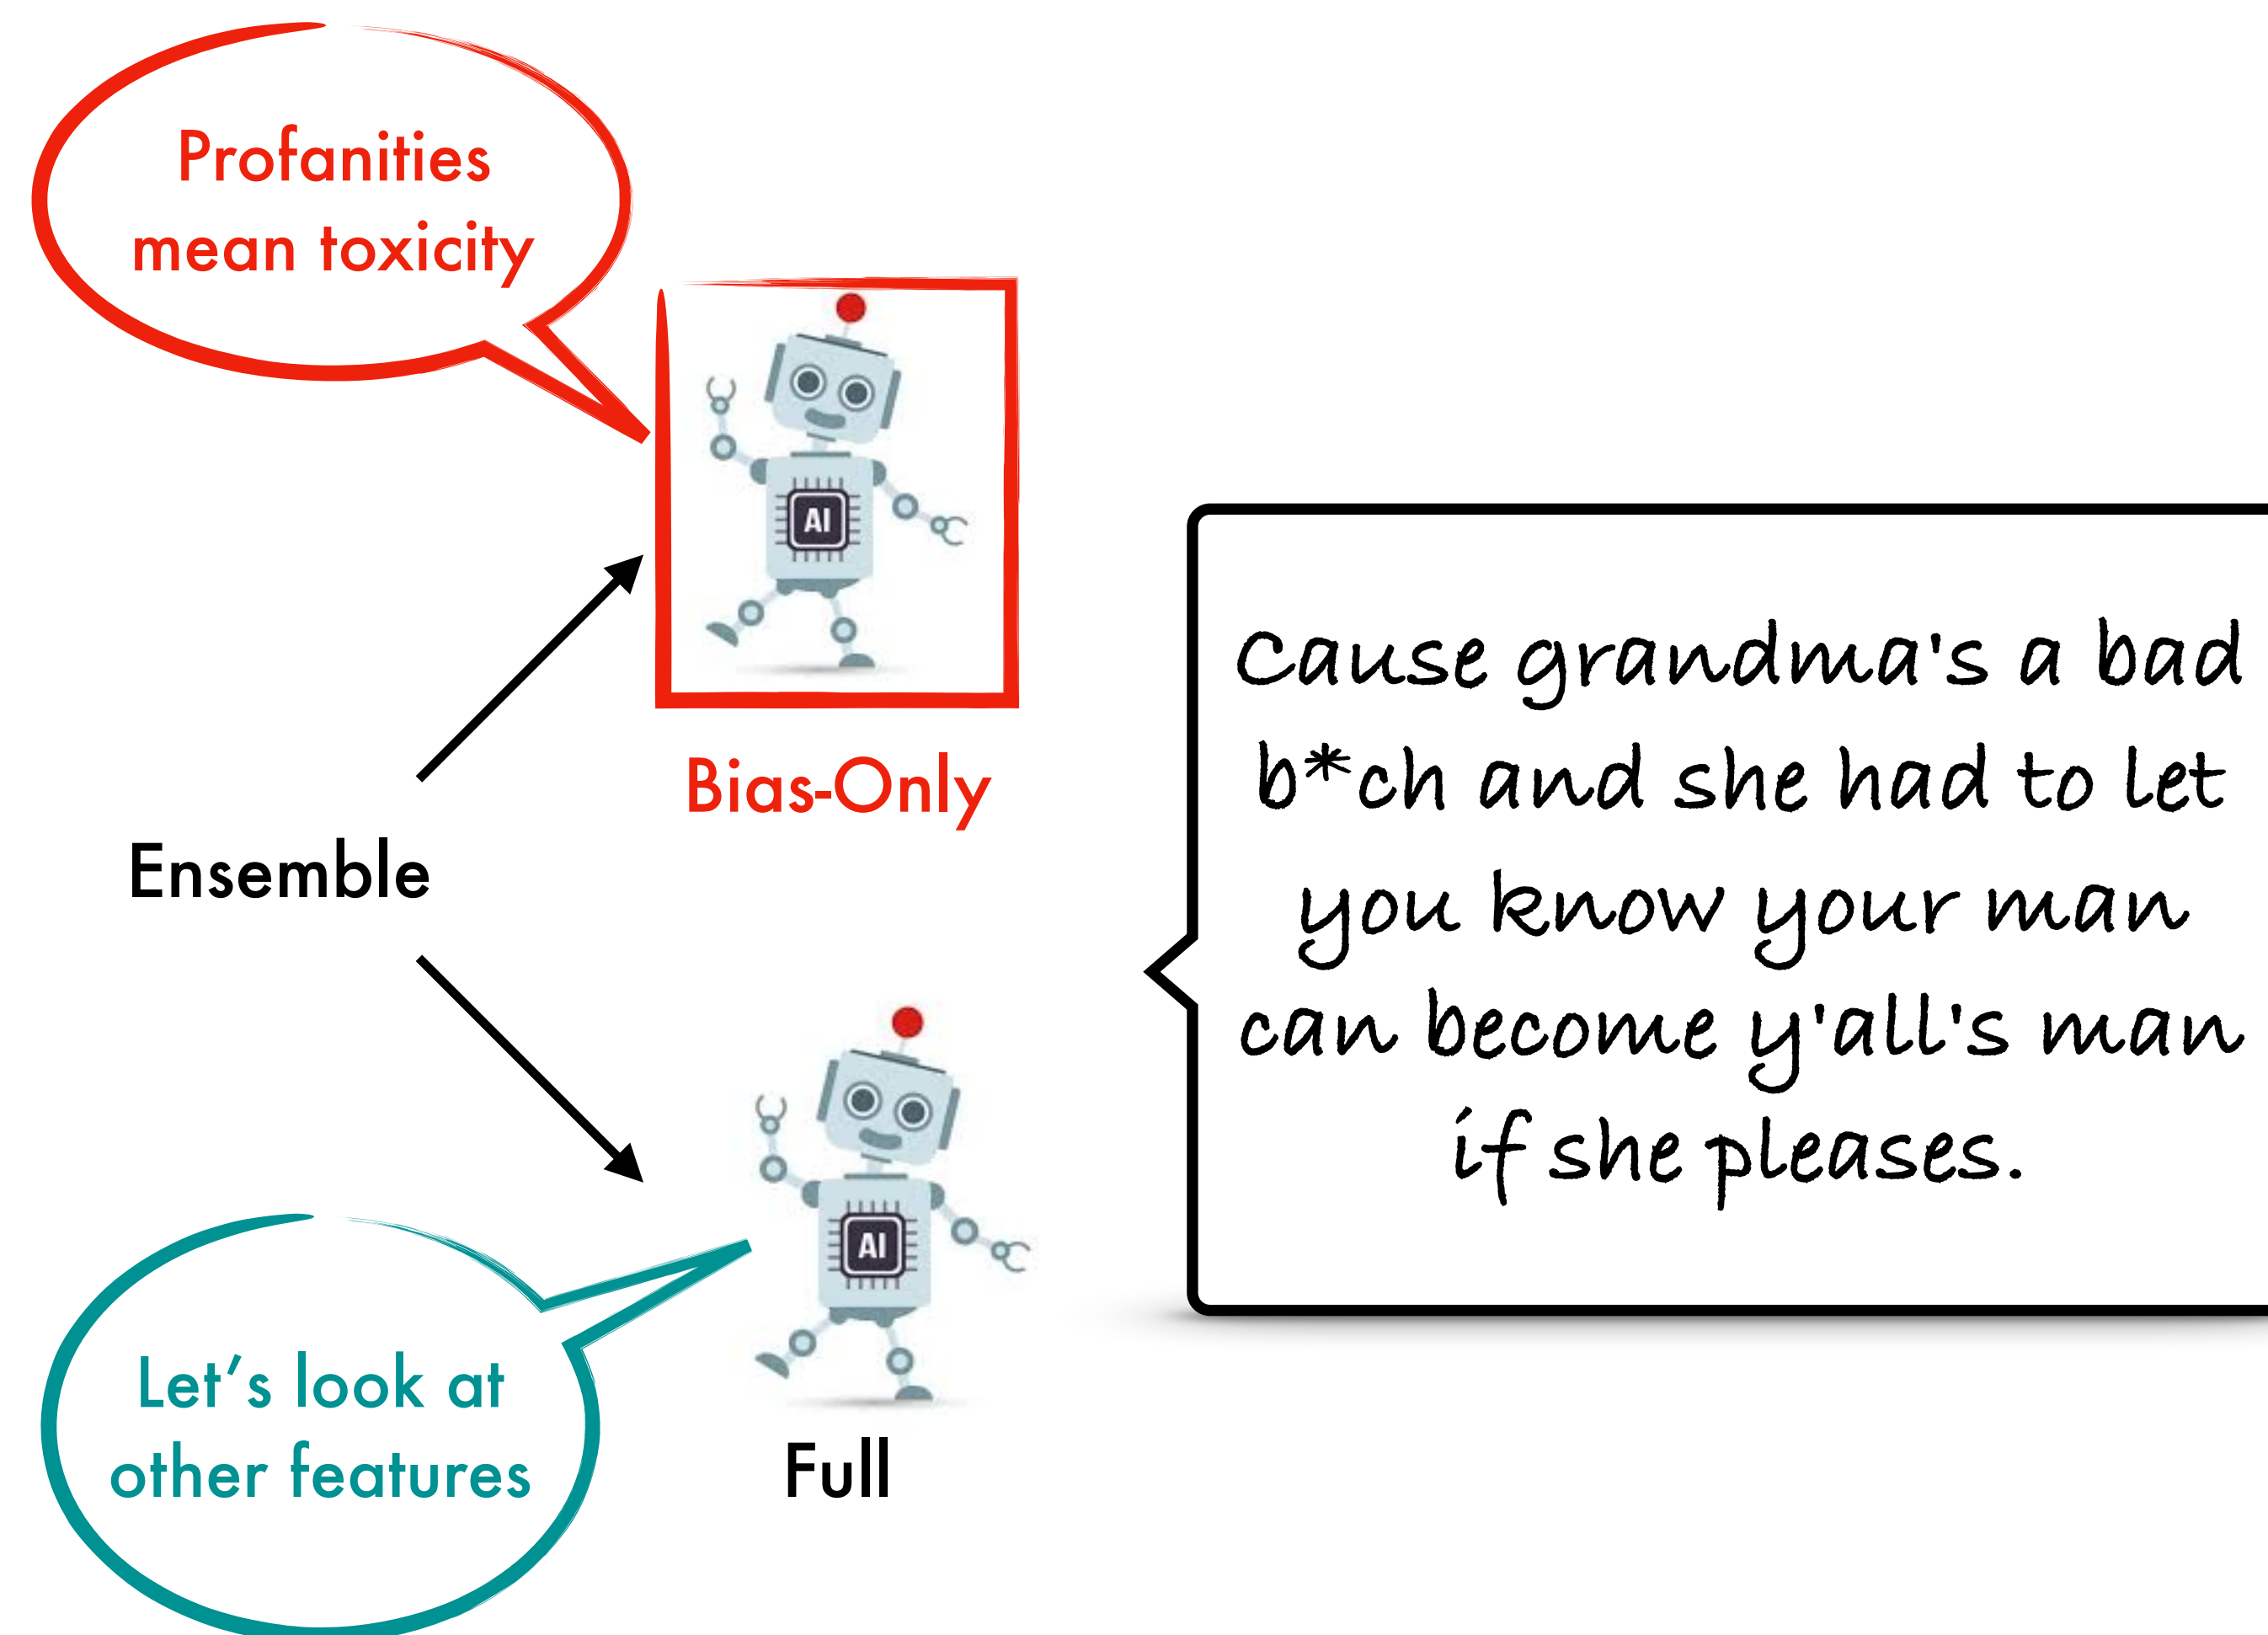 Profanities
mean toxicity
AI
Bias-Only
Ensemble
Cause grandma's a bad
b*ch and she had to let
you know your man
can become y'all's man
if she pleases.
AI
Let's look at
other features
Full